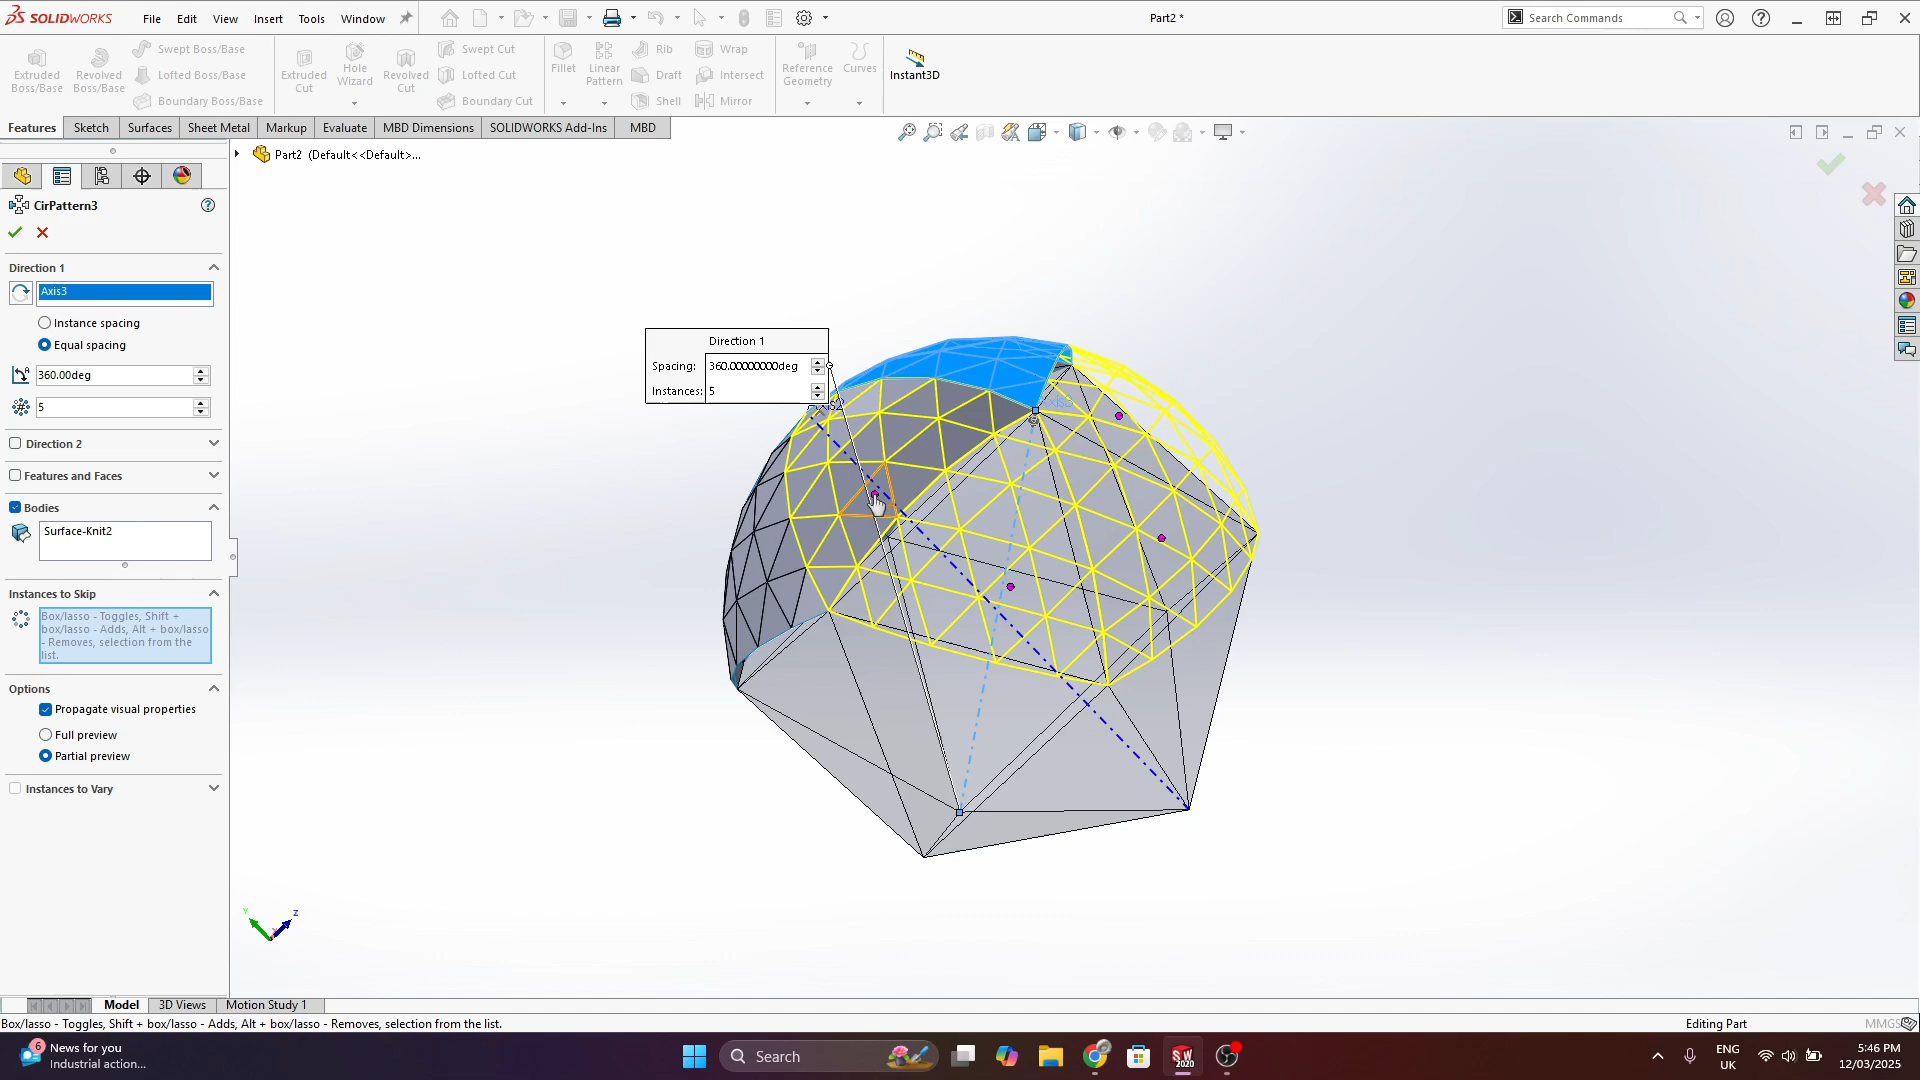 SOLIDWORKS File Edit View Insert Tools Window Part2 * Search Commands
Extruded Boss/Base Revolved Boss/Base Swept Boss/Base Lofted Boss/Base Boundary Boss/Base Extruded Cut Hole Wizard Revolved Cut Swept Cut Lofted Cut Boundary Cut Fillet Linear Pattern Rib Draft Shell Wrap Intersect Mirror Reference Geometry Curves Instant3D
Features Sketch Surfaces Sheet Metal Markup Evaluate MBD Dimensions SOLIDWORKS Add-Ins MBD
Part2 (Default<<Default>...
CirPattern3
Direction 1
Axis3
Instance spacing
Equal spacing
360.00deg
5
Direction 2
Features and Faces
Bodies
Surface-Knit2
Instances to Skip
Box/lasso - Toggles, Shift +
box/lasso - Adds, Alt + box/lasso
- Removes, selection from the
list.
Options
Propagate visual properties
Full preview
Partial preview
Instances to Vary
Direction 1
Spacing: 360.00000000deg
Instances: 5
Y
Z
Model 3D Views Motion Study 1
Box/lasso - Toggles, Shift + box/lasso - Adds, Alt + box/lasso - Removes, selection from the list. Editing Part MMGS
6 News for you
Industrial action...
Search
SW 2020
ENG
UK
5:46 PM
12/03/2025